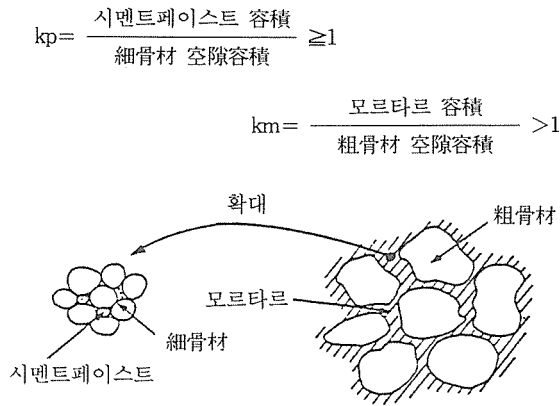 kp= 시멘트페이스트 容積 / 細骨材 空隙容積 ≧1
km= 모르타르 容積 / 粗骨材 空隙容積 >1
확대
粗骨材
모르타르
細骨材
시멘트페이스트